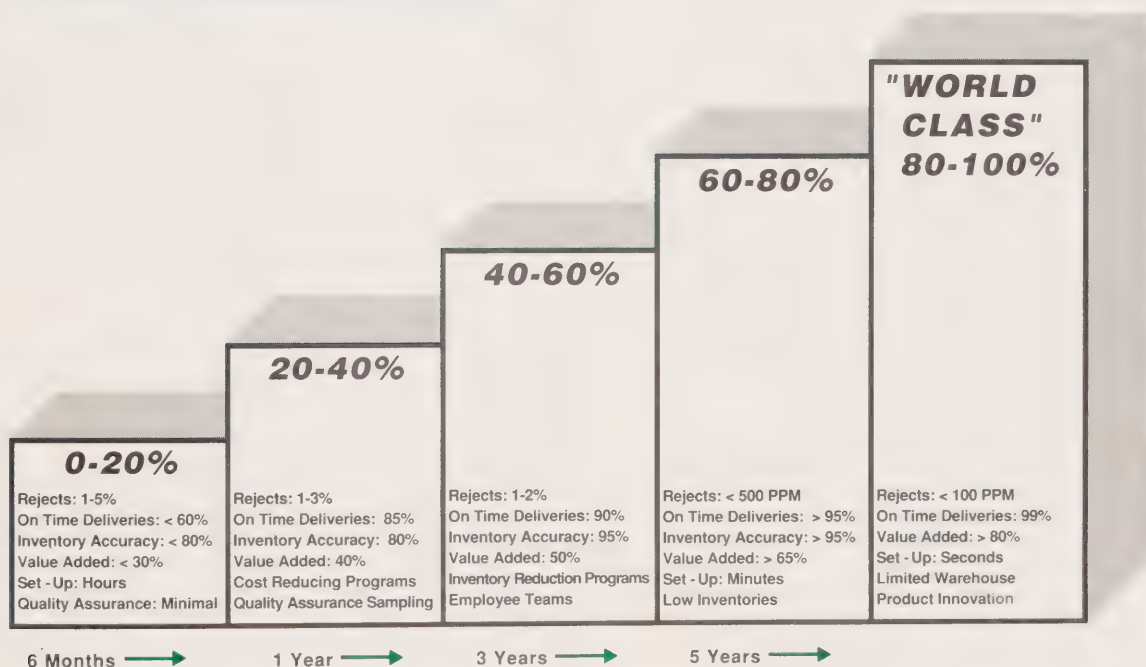 0-20%
Rejects: 1-5%
On Time Deliveries: < 60%
Inventory Accuracy: < 80%
Value Added: < 30%
Set - Up: Hours
Quality Assurance: Minimal
20-40%
Rejects: 1-3%
On Time Deliveries: 85%
Inventory Accuracy: 80%
Value Added: 40%
Cost Reducing Programs
Quality Assurance Sampling
40-60%
Rejects: 1-2%
On Time Deliveries: 90%
Inventory Accuracy: 95%
Value Added: 50%
Inventory Reduction Programs
Employee Teams
60-80%
Rejects: < 500 PPM
On Time Deliveries: > 95%
Inventory Accuracy: > 95%
Value Added: > 65%
Set - Up: Minutes
Low Inventories
"WORLD
CLASS"
80-100%
Rejects: < 100 PPM
On Time Deliveries: 99%
Value Added: > 80%
Set - Up: Seconds
Limited Warehouse
Product Innovation
6 Months
1 Year
3 Years
5 Years